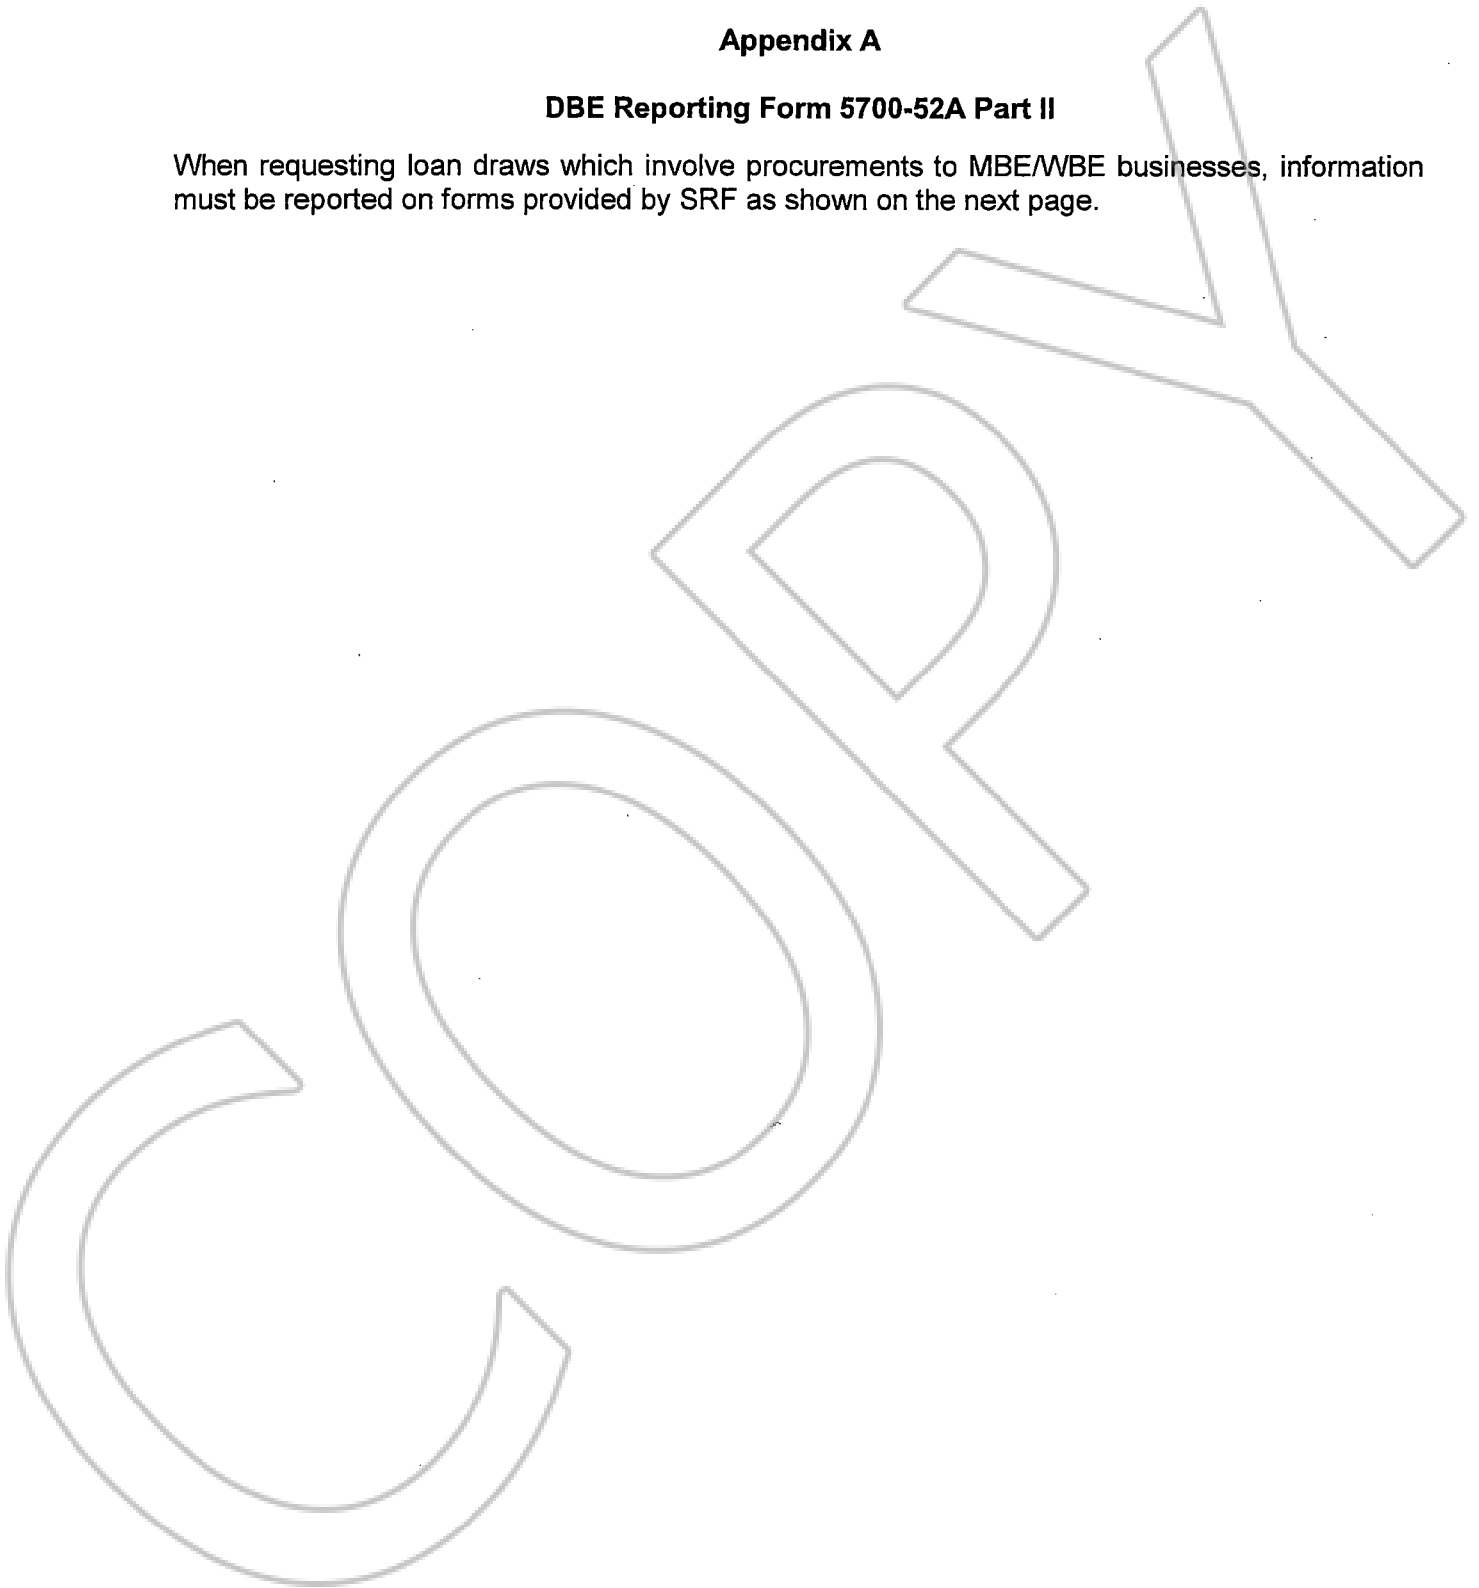 Appendix A
DBE Reporting Form 5700-52A Part II
When requesting loan draws which involve procurements to MBE/WBE businesses, information
must be reported on forms provided by SRF as shown on the next page.
COPY